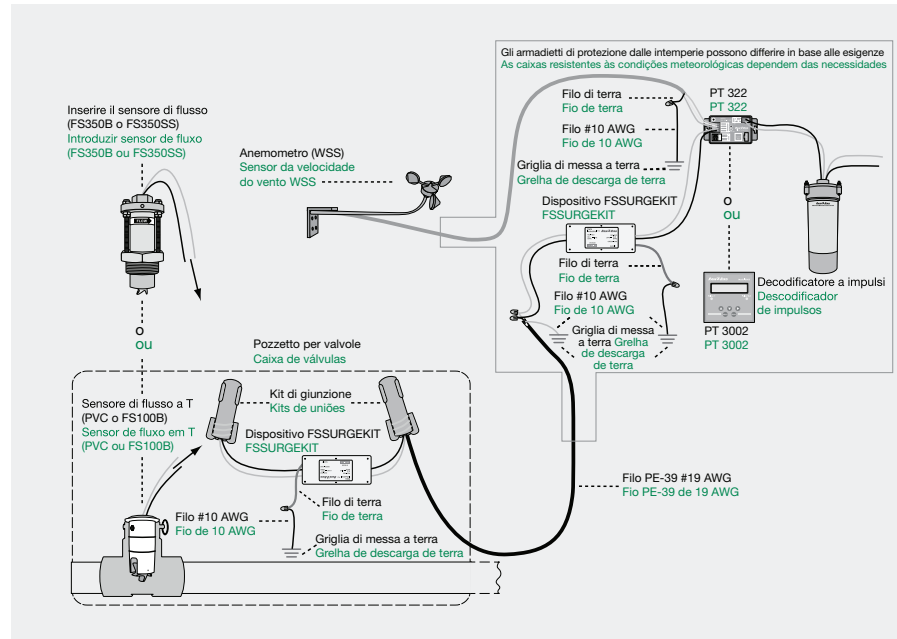 Gli armadietti di protezione dalle intemperie possono differire in base alle esigenze
As caixas resistentes às condições meteorológicas dependem das necessidades
Inserire il sensore di flusso
(FS350B o FS350SS)
Introduzir sensor de fluxo
(FS350B ou FS350SS)
Anemometro (WSS)
Sensor da velocidade
do vento WSS
Filo di terra
Fio de terra
Filo #10 AWG
Fio de 10 AWG
Griglia di messa a terra
Grelha de descarga de terra
PT 322
PT 322
Dispositivo FSSURGEKIT
FSSURGEKIT
Filo di terra
Fio de terra
Filo #10 AWG
Fio de 10 AWG
Griglia di messa
a terra Grelha
de descarga
de terra
o
ou
PT 3002
PT 3002
Decodificatore a impulsi
Descodificador
de impulsos
o
ou
Pozzetto per valvole
Caixa de válvulas
Sensore di flusso a T
(PVC o FS100B)
Sensor de fluxo em T
(PVC ou FS100B)
Kit di giunzione
Kits de uniões
Dispositivo FSSURGEKIT
FSSURGEKIT
Filo di terra
Fio de terra
Filo #10 AWG
Fio de 10 AWG
Griglia di messa a terra
Grelha de descarga de terra
Filo PE-39 #19 AWG
Fio PE-39 de 19 AWG